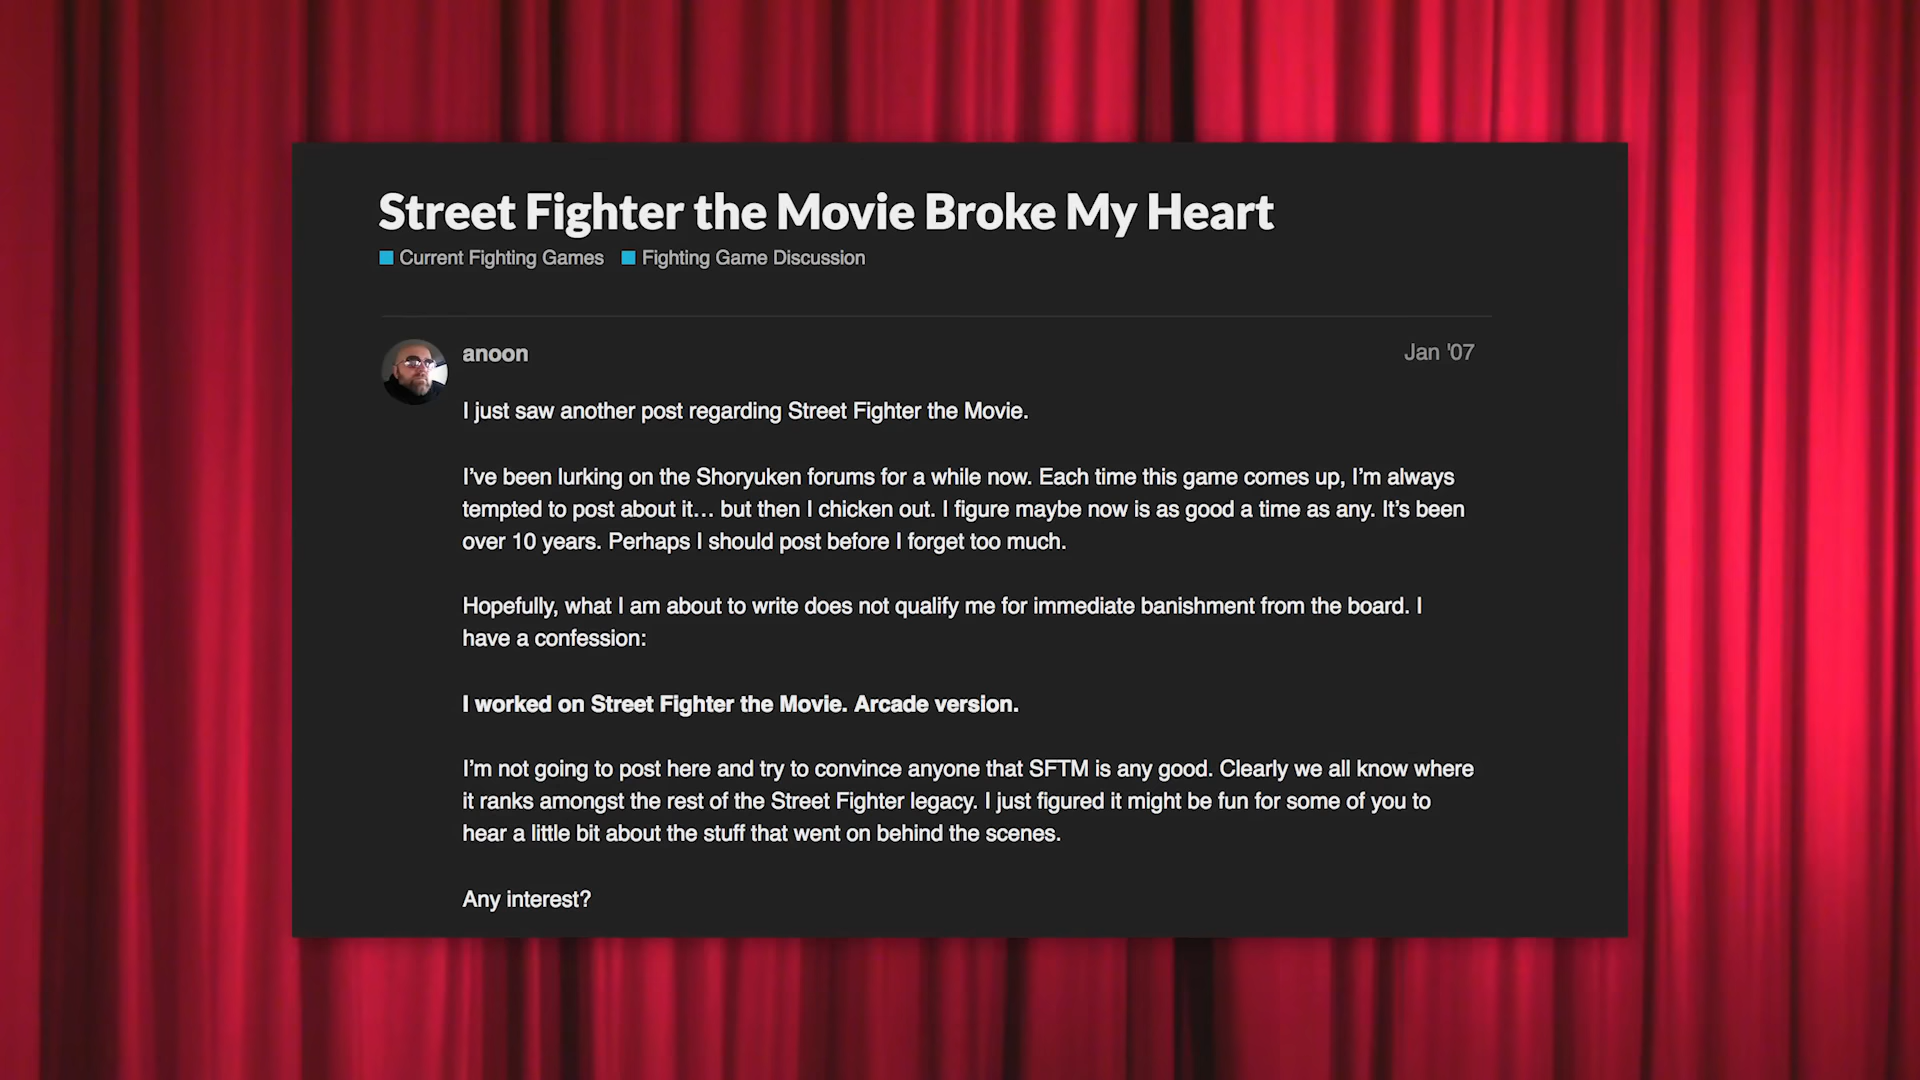 Street Fighter the Movie Broke My Heart
Current Fighting Games Fighting Game Discussion
anoon Jan '07
I just saw another post regarding Street Fighter the Movie.
I’ve been lurking on the Shoryuken forums for a while now. Each time this game comes up, I’m always
tempted to post about it… but then I chicken out. I figure maybe now is as good a time as any. It’s been
over 10 years. Perhaps I should post before I forget too much.
Hopefully, what I am about to write does not qualify me for immediate banishment from the board. I
have a confession:
I worked on Street Fighter the Movie. Arcade version.
I’m not going to post here and try to convince anyone that SFTM is any good. Clearly we all know where
it ranks amongst the rest of the Street Fighter legacy. I just figured it might be fun for some of you to
hear a little bit about the stuff that went on behind the scenes.
Any interest?